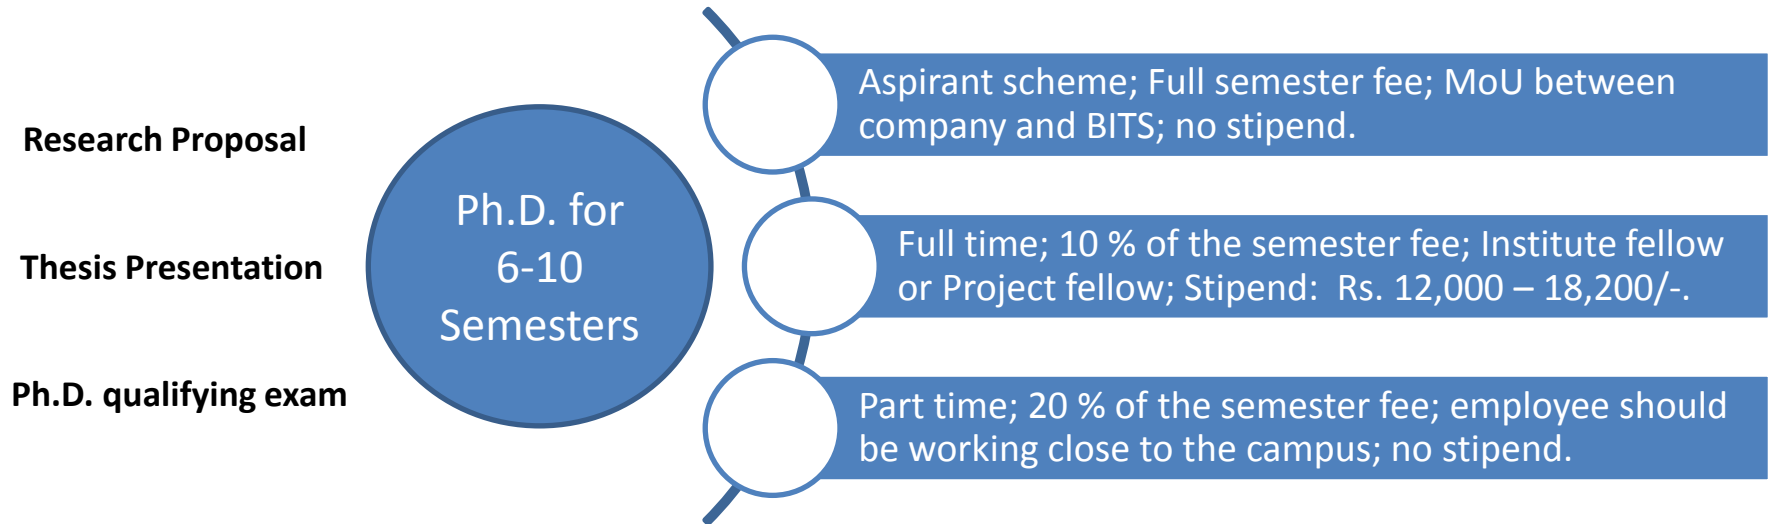 Research Proposal
Thesis Presentation
Ph.D. qualifying exam
Ph.D. for
6-10
Semesters
Aspirant scheme; Full semester fee; MoU between
company and BITS; no stipend.
Full time; 10 % of the semester fee; Institute fellow
or Project fellow; Stipend: Rs. 12,000 – 18,200/-.
Part time; 20 % of the semester fee; employee should
be working close to the campus; no stipend.